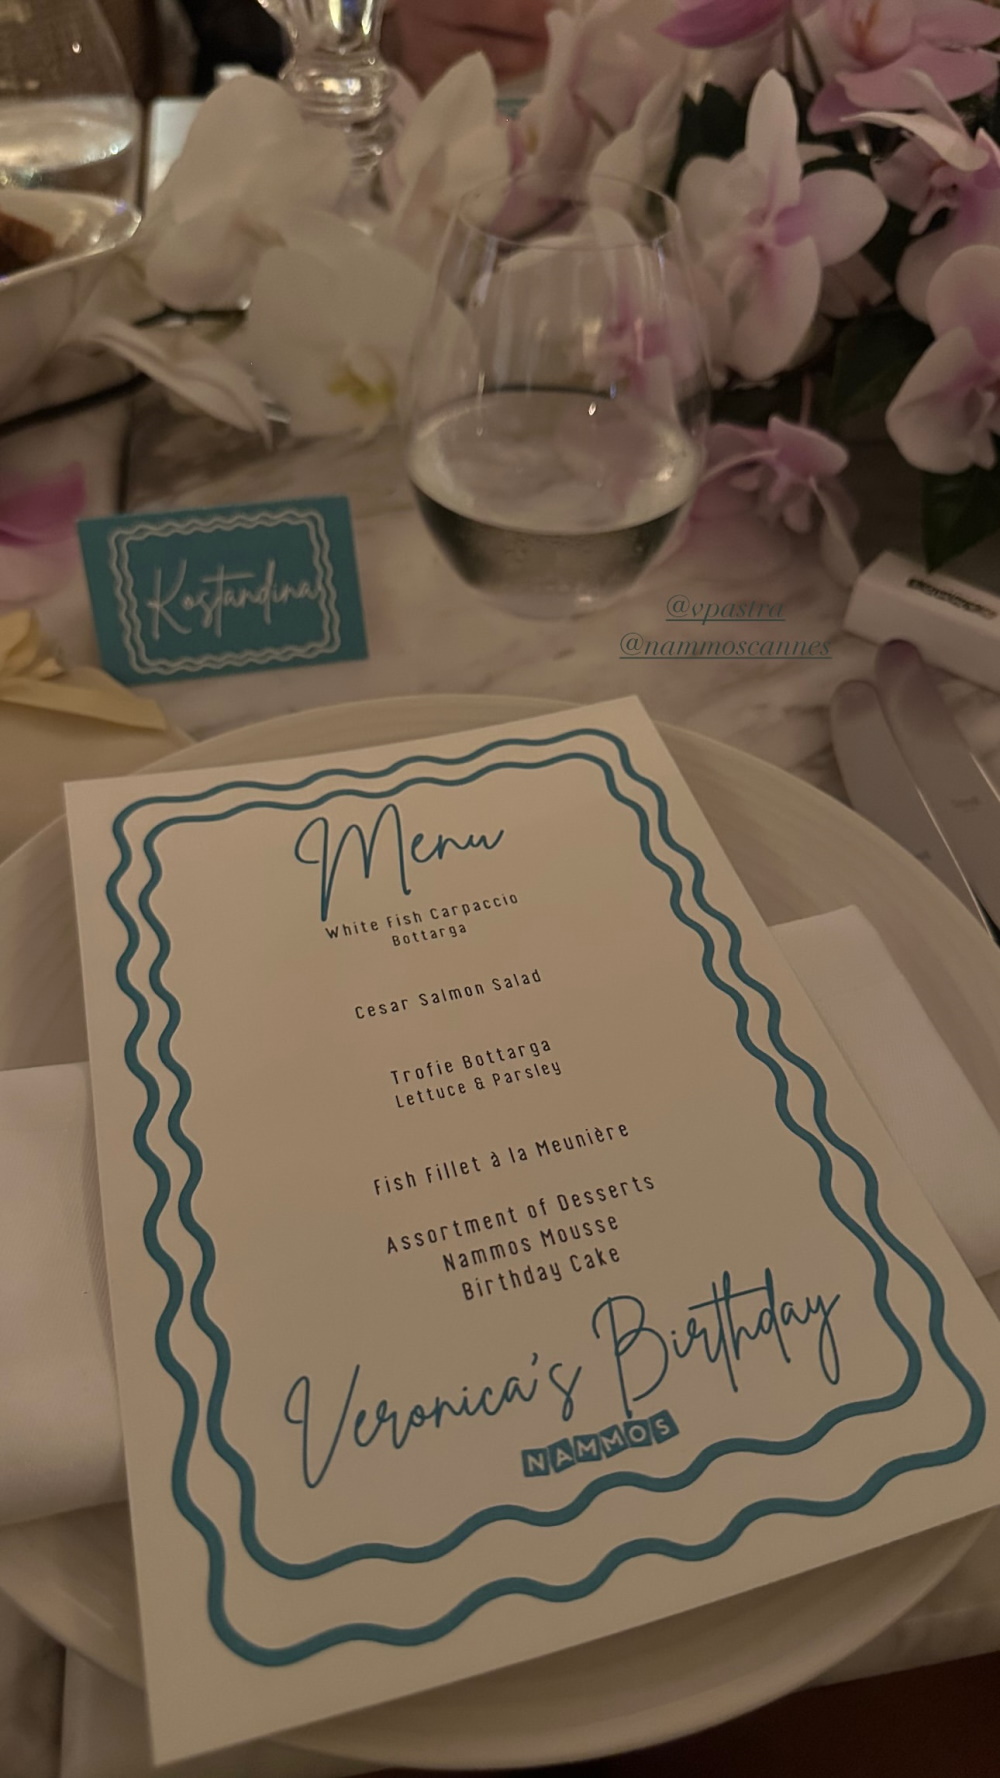 Kostandina
@vpastra
@nammoscannes
Menu
White Fish Carpaccio
Bottarga
Cesar Salmon Salad
Trofie Bottarga
Lettuce & Parsley
Fish Fillet à la Meunière
Assortment of Desserts
Nammos Mousse
Birthday Cake
Veronica's Birthday
NAMMOS